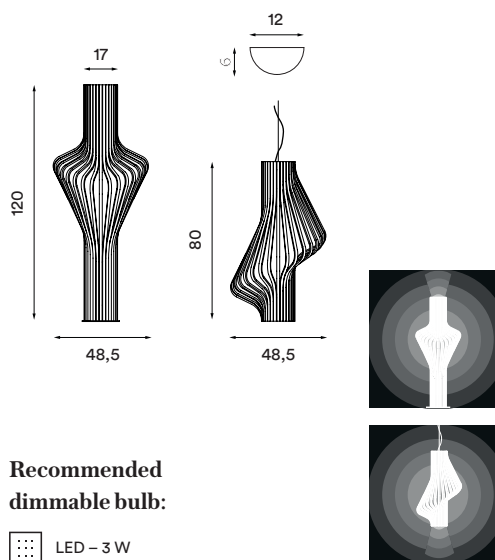 12
6
17
120
80
48,5
48,5
Recommended
dimmable bulb:
LED – 3 W